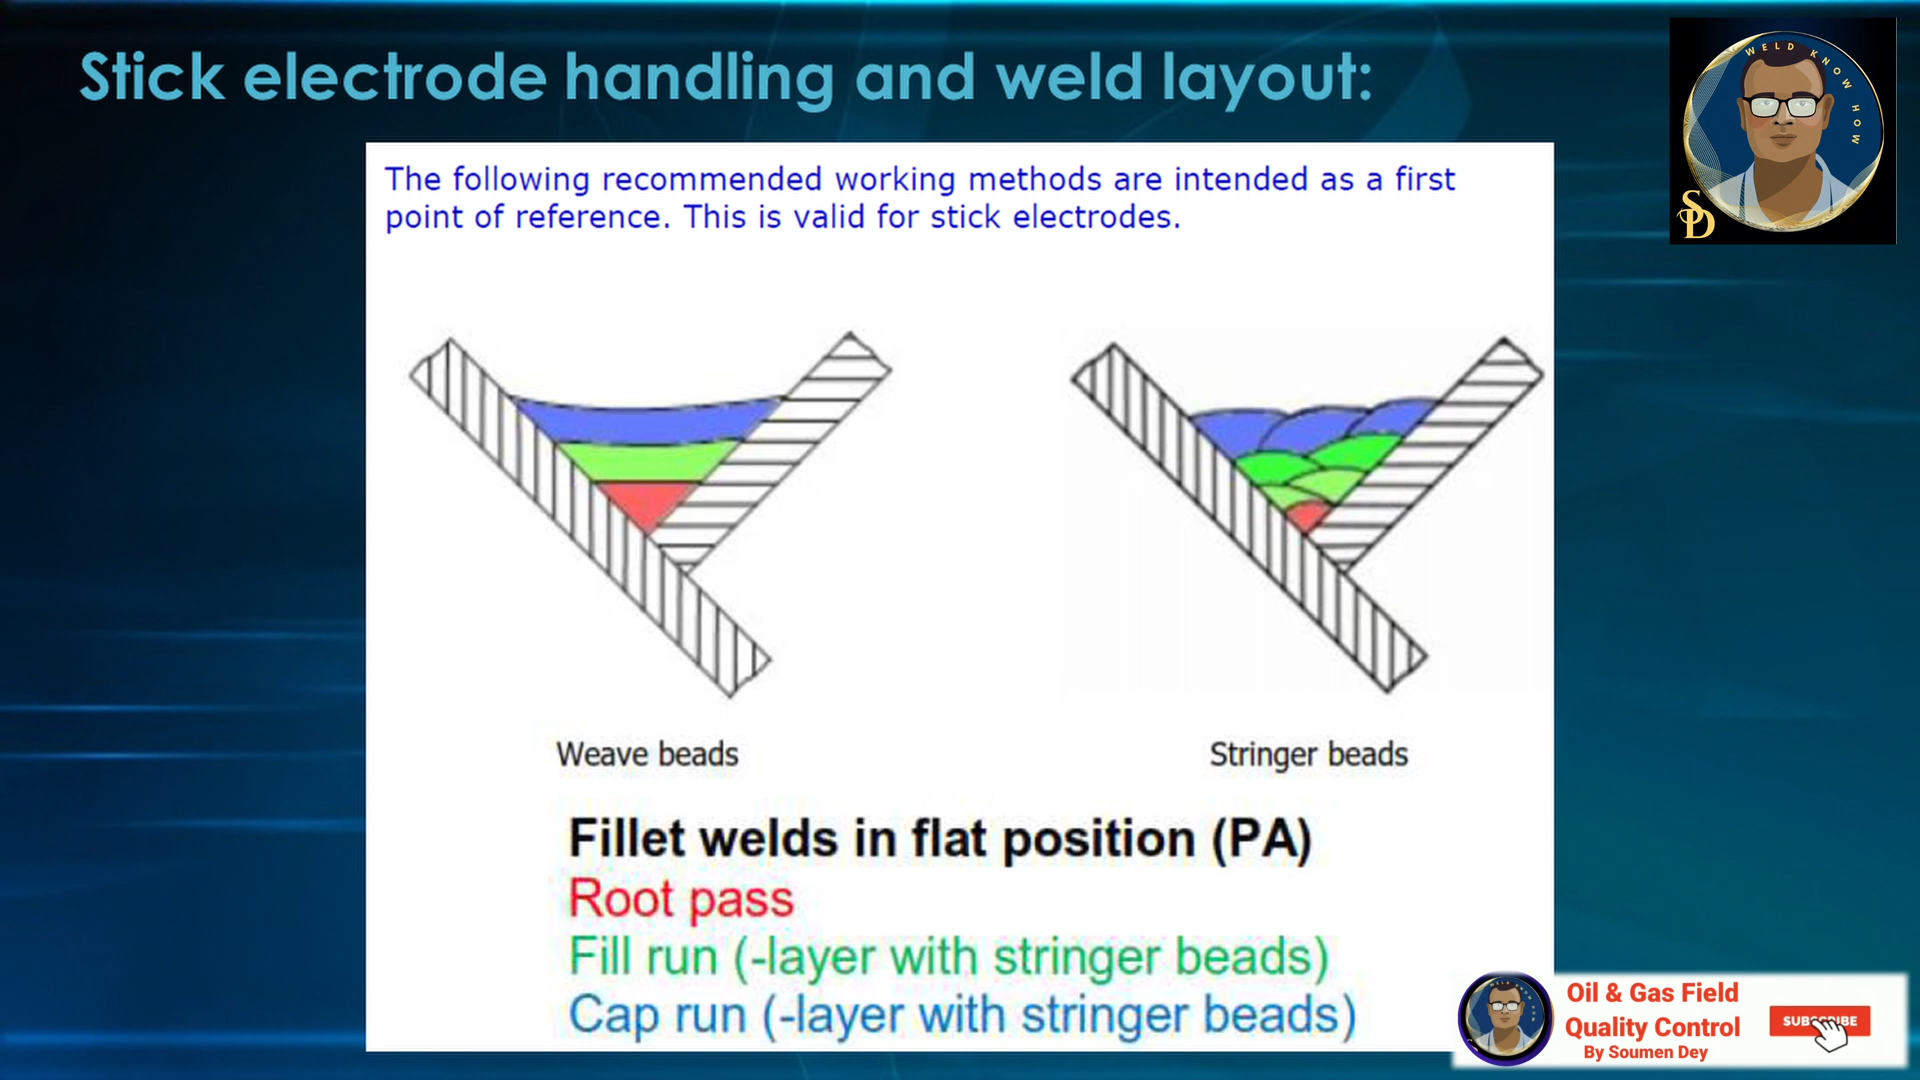 Stick electrode handling and weld layout:
WELD KNOW HOW
SD
The following recommended working methods are intended as a first
point of reference. This is valid for stick electrodes.
Weave beads
Stringer beads
Fillet welds in flat position (PA)
Root pass
Fill run (-layer with stringer beads)
Cap run (-layer with stringer beads)
Oil & Gas Field
Quality Control
By Soumen Dey
SUBSCRIBE